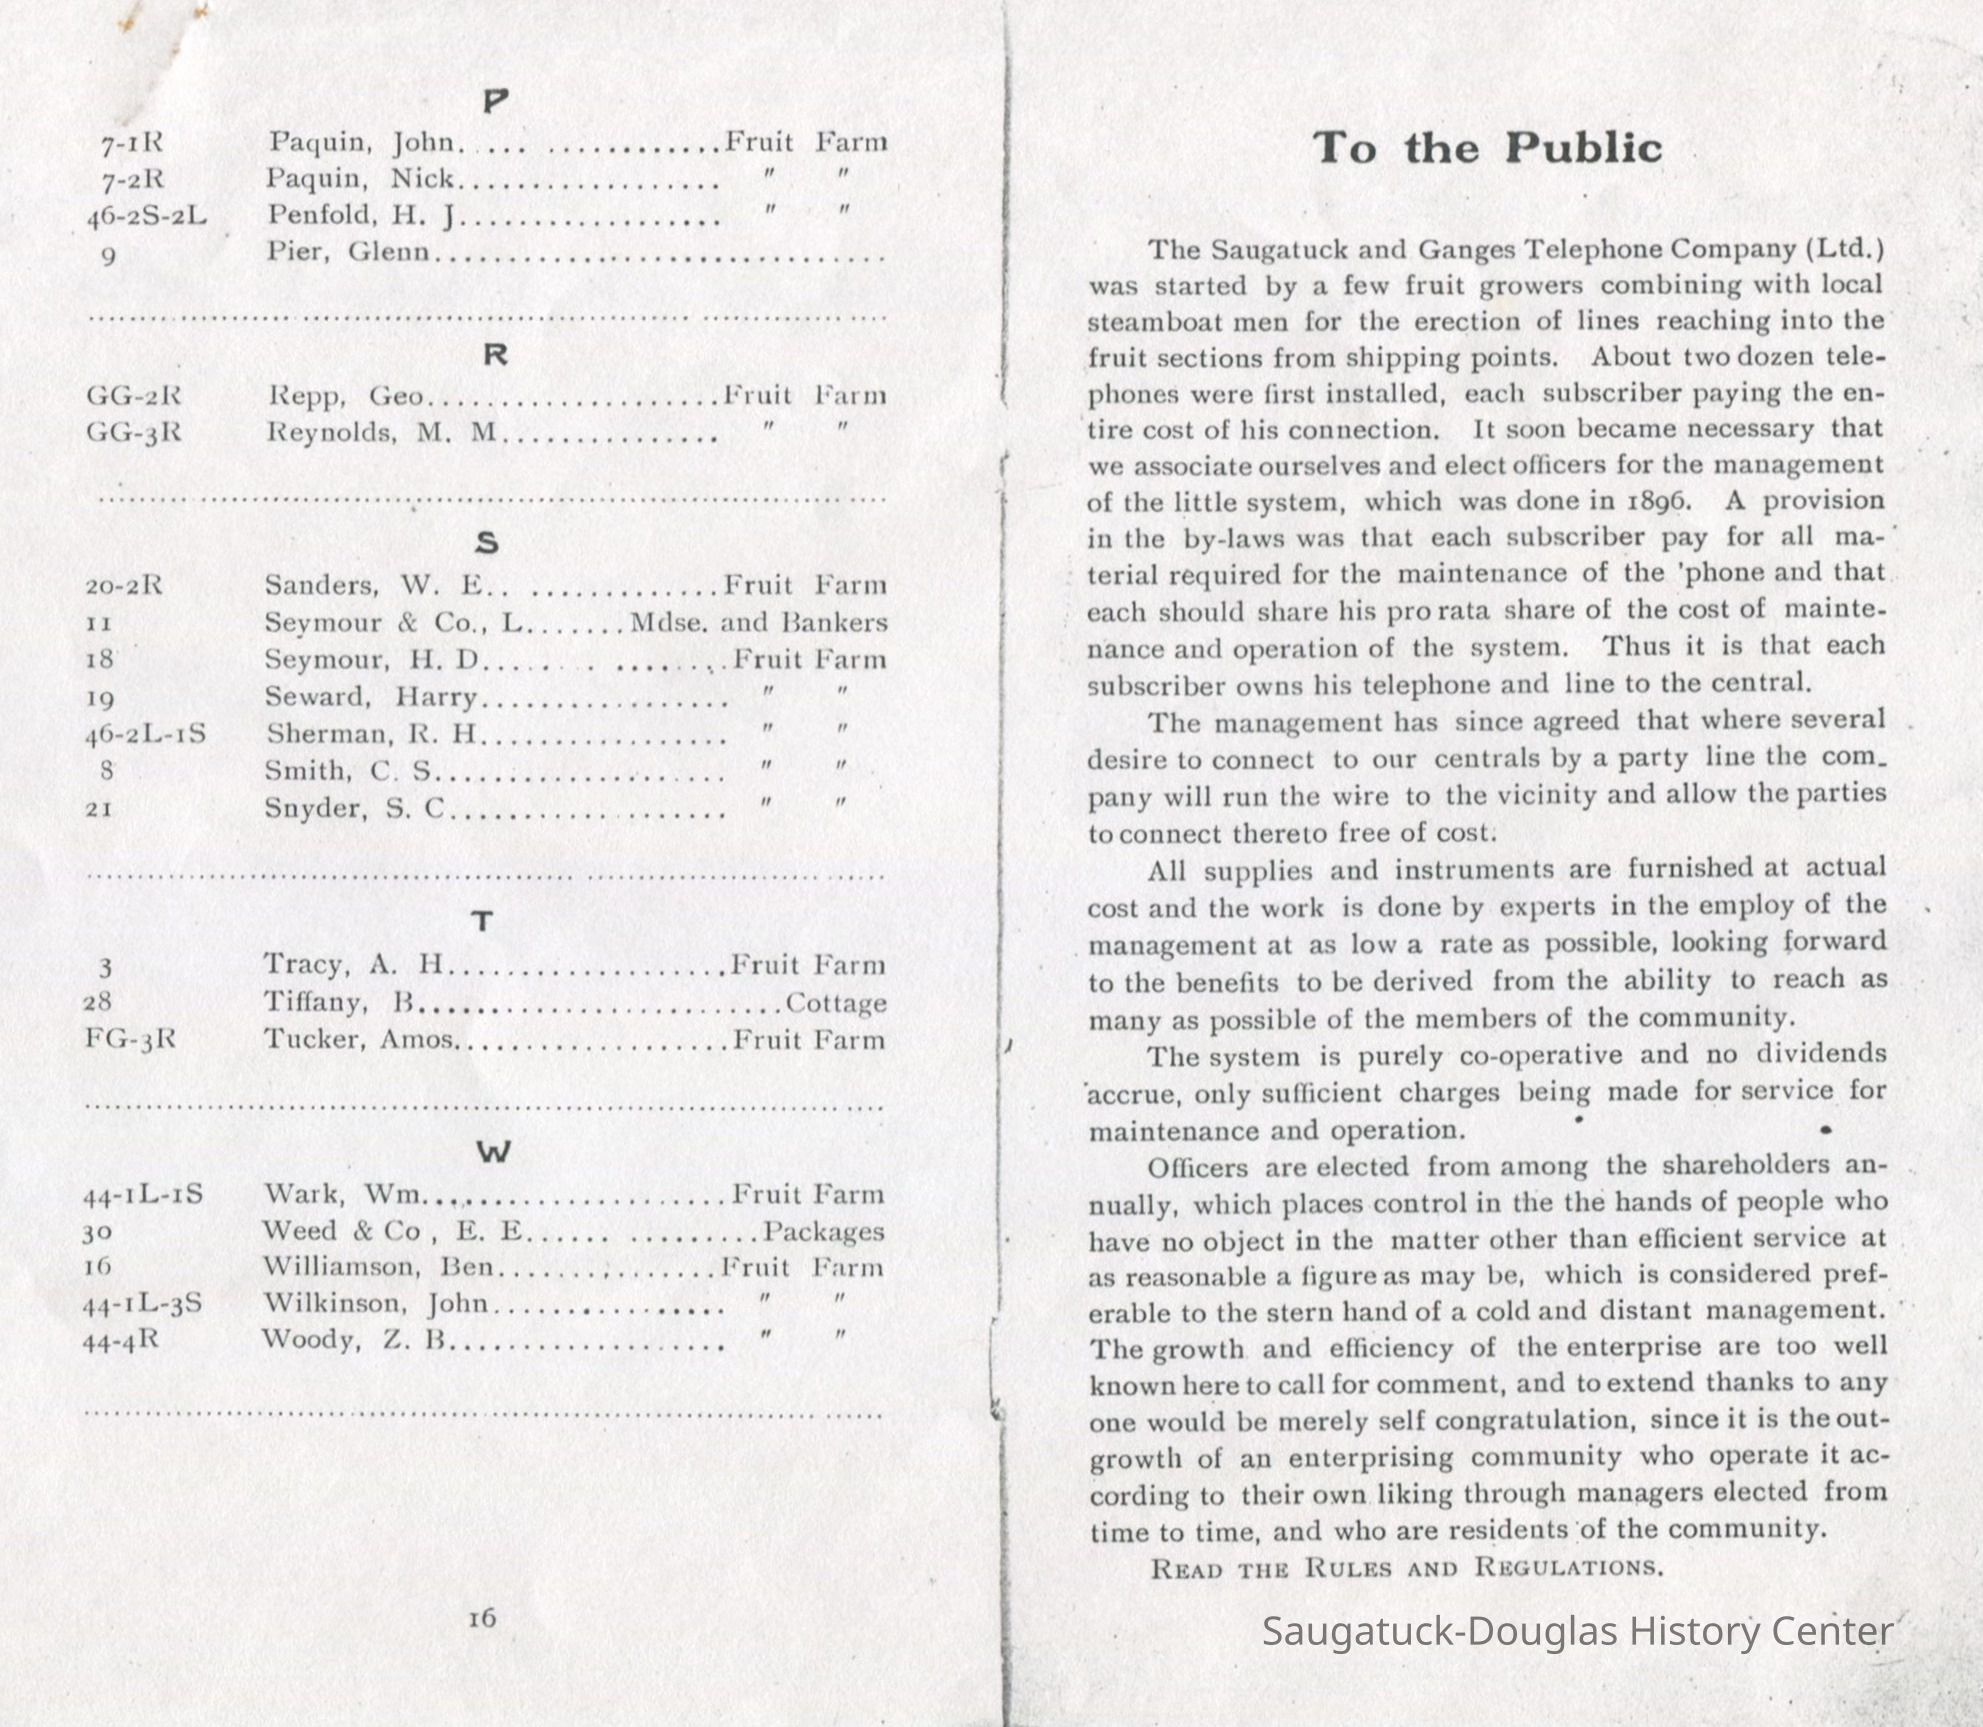 P
7-1R Paquin, John..... ............Fruit Farm
7-2R Paquin, Nick.................. " "
46-2S-2L Penfold, H. J.................. " "
9 Pier, Glenn...............................
R
GG-2R Repp, Geo....................Fruit Farm
GG-3R Reynolds, M. M............... " "
S
20-2R Sanders, W. E.. .............Fruit Farm
11 Seymour & Co., L.......Mdse. and Bankers
18 Seymour, H. D..... ........Fruit Farm
19 Seward, Harry................. " "
46-2L-1S Sherman, R. H................. " "
8 Smith, C. S.................... " "
21 Snyder, S. C................... " "
T
3 Tracy, A. H...................Fruit Farm
28 Tiffany, B.........................Cottage
FG-3R Tucker, Amos...................Fruit Farm
W
44-1L-1S Wark, Wm.....................Fruit Farm
30 Weed & Co , E. E...... .........Packages
16 Williamson, Ben...............Fruit Farm
44-1L-3S Wilkinson, John................ " "
44-4R Woody, Z. B................... " "
16
To the Public
The Saugatuck and Ganges Telephone Company (Ltd.)
was started by a few fruit growers combining with local
steamboat men for the erection of lines reaching into the
fruit sections from shipping points. About two dozen tele-
phones were first installed, each subscriber paying the en-
tire cost of his connection. It soon became necessary that
we associate ourselves and elect officers for the management
of the little system, which was done in 1896. A provision
in the by-laws was that each subscriber pay for all ma-
terial required for the maintenance of the 'phone and that
each should share his pro rata share of the cost of mainte-
nance and operation of the system. Thus it is that each
subscriber owns his telephone and line to the central.
The management has since agreed that where several
desire to connect to our centrals by a party line the com-
pany will run the wire to the vicinity and allow the parties
to connect thereto free of cost.
All supplies and instruments are furnished at actual
cost and the work is done by experts in the employ of the
management at as low a rate as possible, looking forward
to the benefits to be derived from the ability to reach as
many as possible of the members of the community.
The system is purely co-operative and no dividends
accrue, only sufficient charges being made for service for
maintenance and operation.
Officers are elected from among the shareholders an-
nually, which places control in the the hands of people who
have no object in the matter other than efficient service at
as reasonable a figure as may be, which is considered pref-
erable to the stern hand of a cold and distant management.
The growth and efficiency of the enterprise are too well
known here to call for comment, and to extend thanks to any
one would be merely self congratulation, since it is the out-
growth of an enterprising community who operate it ac-
cording to their own liking through managers elected from
time to time, and who are residents of the community.
READ THE RULES AND REGULATIONS.
Saugatuck-Douglas History Center